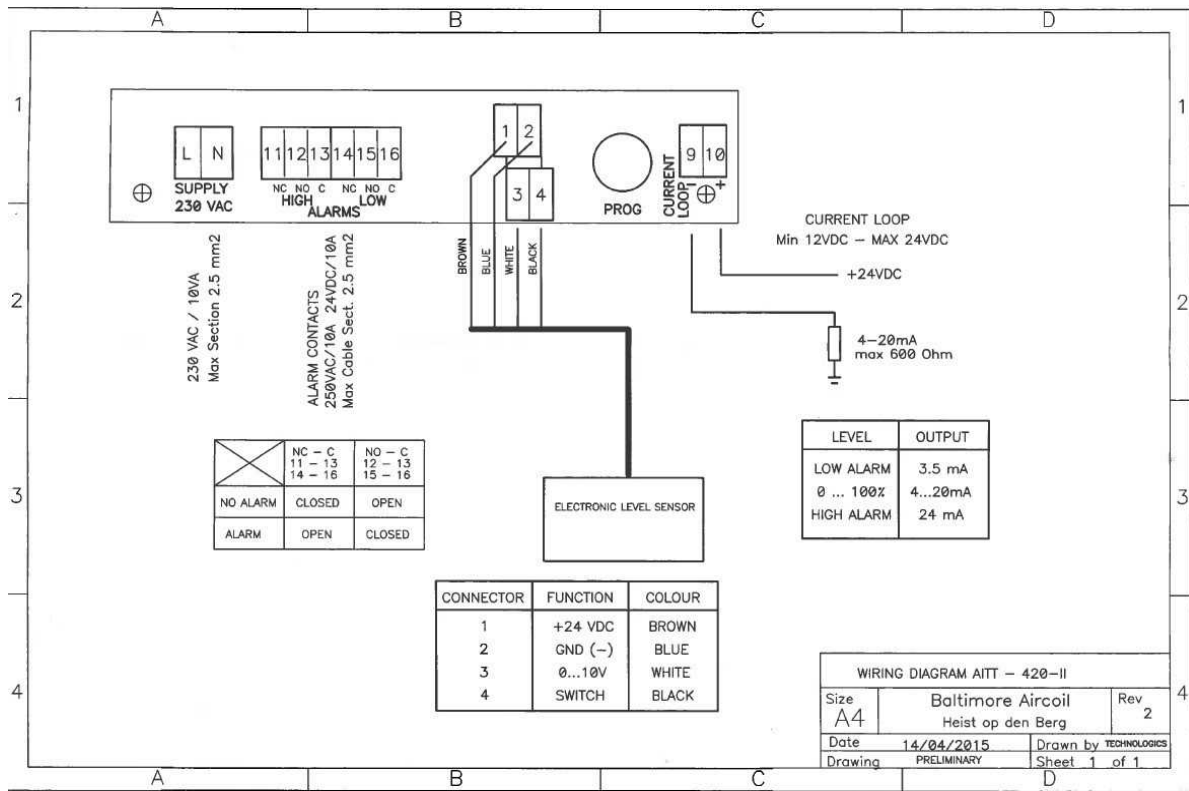 A B C D
1 1
2 2
3 3
4 4
L N
SUPPLY
230 VAC
11 12 13 14 15 16
NC NO C NC NO C
HIGH LOW
ALARMS
1 2
3 4
PROG
CURRENT
LOOP
9 10
– +
230 VAC / 10VA
Max Section 2.5 mm2
ALARM CONTACTS
250VAC/10A 24VDC/10A
Max Cable Sect. 2.5 mm2
BROWN
BLUE
WHITE
BLACK
CURRENT LOOP
Min 12VDC – MAX 24VDC
+24VDC
4–20mA
max 600 Ohm
NC – C NO – C
11 – 13 12 – 13
14 – 16 15 – 16
NO ALARM CLOSED OPEN
ALARM OPEN CLOSED
ELECTRONIC LEVEL SENSOR
LEVEL OUTPUT
LOW ALARM 3.5 mA
0 ... 100% 4...20mA
HIGH ALARM 24 mA
CONNECTOR FUNCTION COLOUR
1 +24 VDC BROWN
2 GND (–) BLUE
3 0...10V WHITE
4 SWITCH BLACK
WIRING DIAGRAM AITT – 420–II
Size Baltimore Aircoil Rev
A4 Heist op den Berg 2
Date 14/04/2015 Drawn by TECHNOLOGICS
Drawing PRELIMINARY Sheet 1 of 1
A B C D